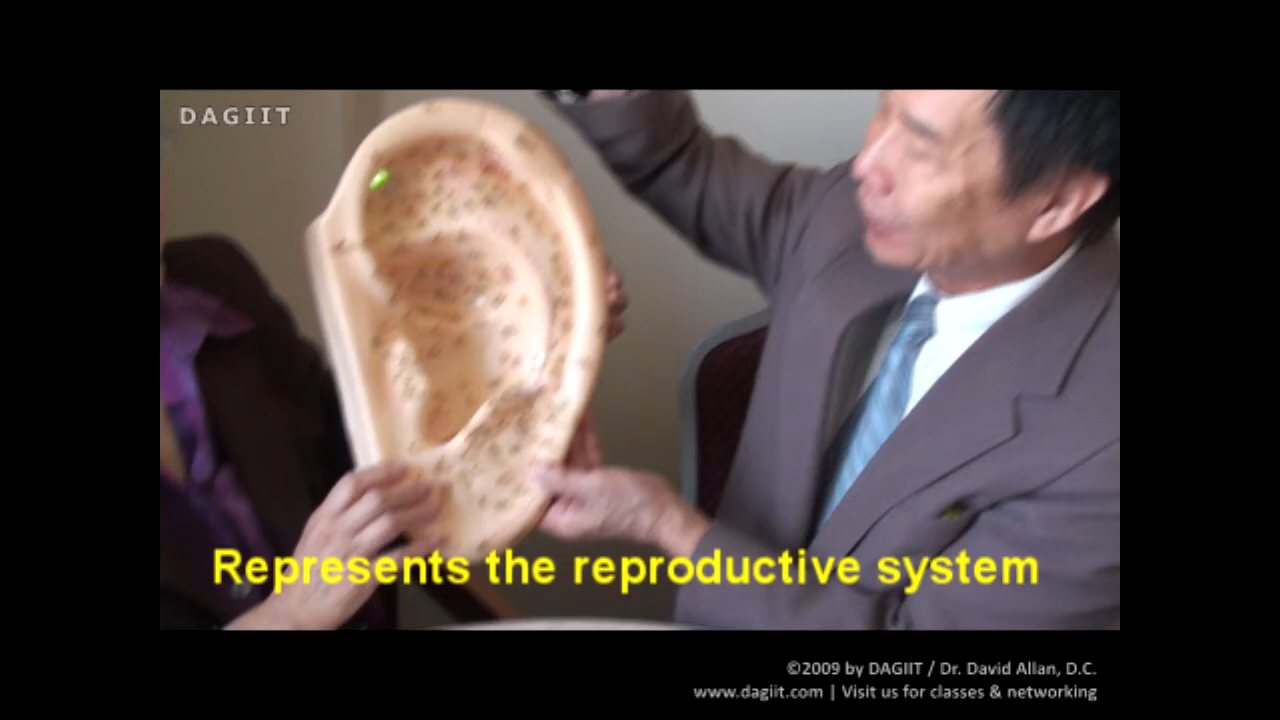 DAGIIT
Represents the reproductive system
©2009 by DAGIIT / Dr. David Allan, D.C.
www.dagiit.com | Visit us for classes & networking